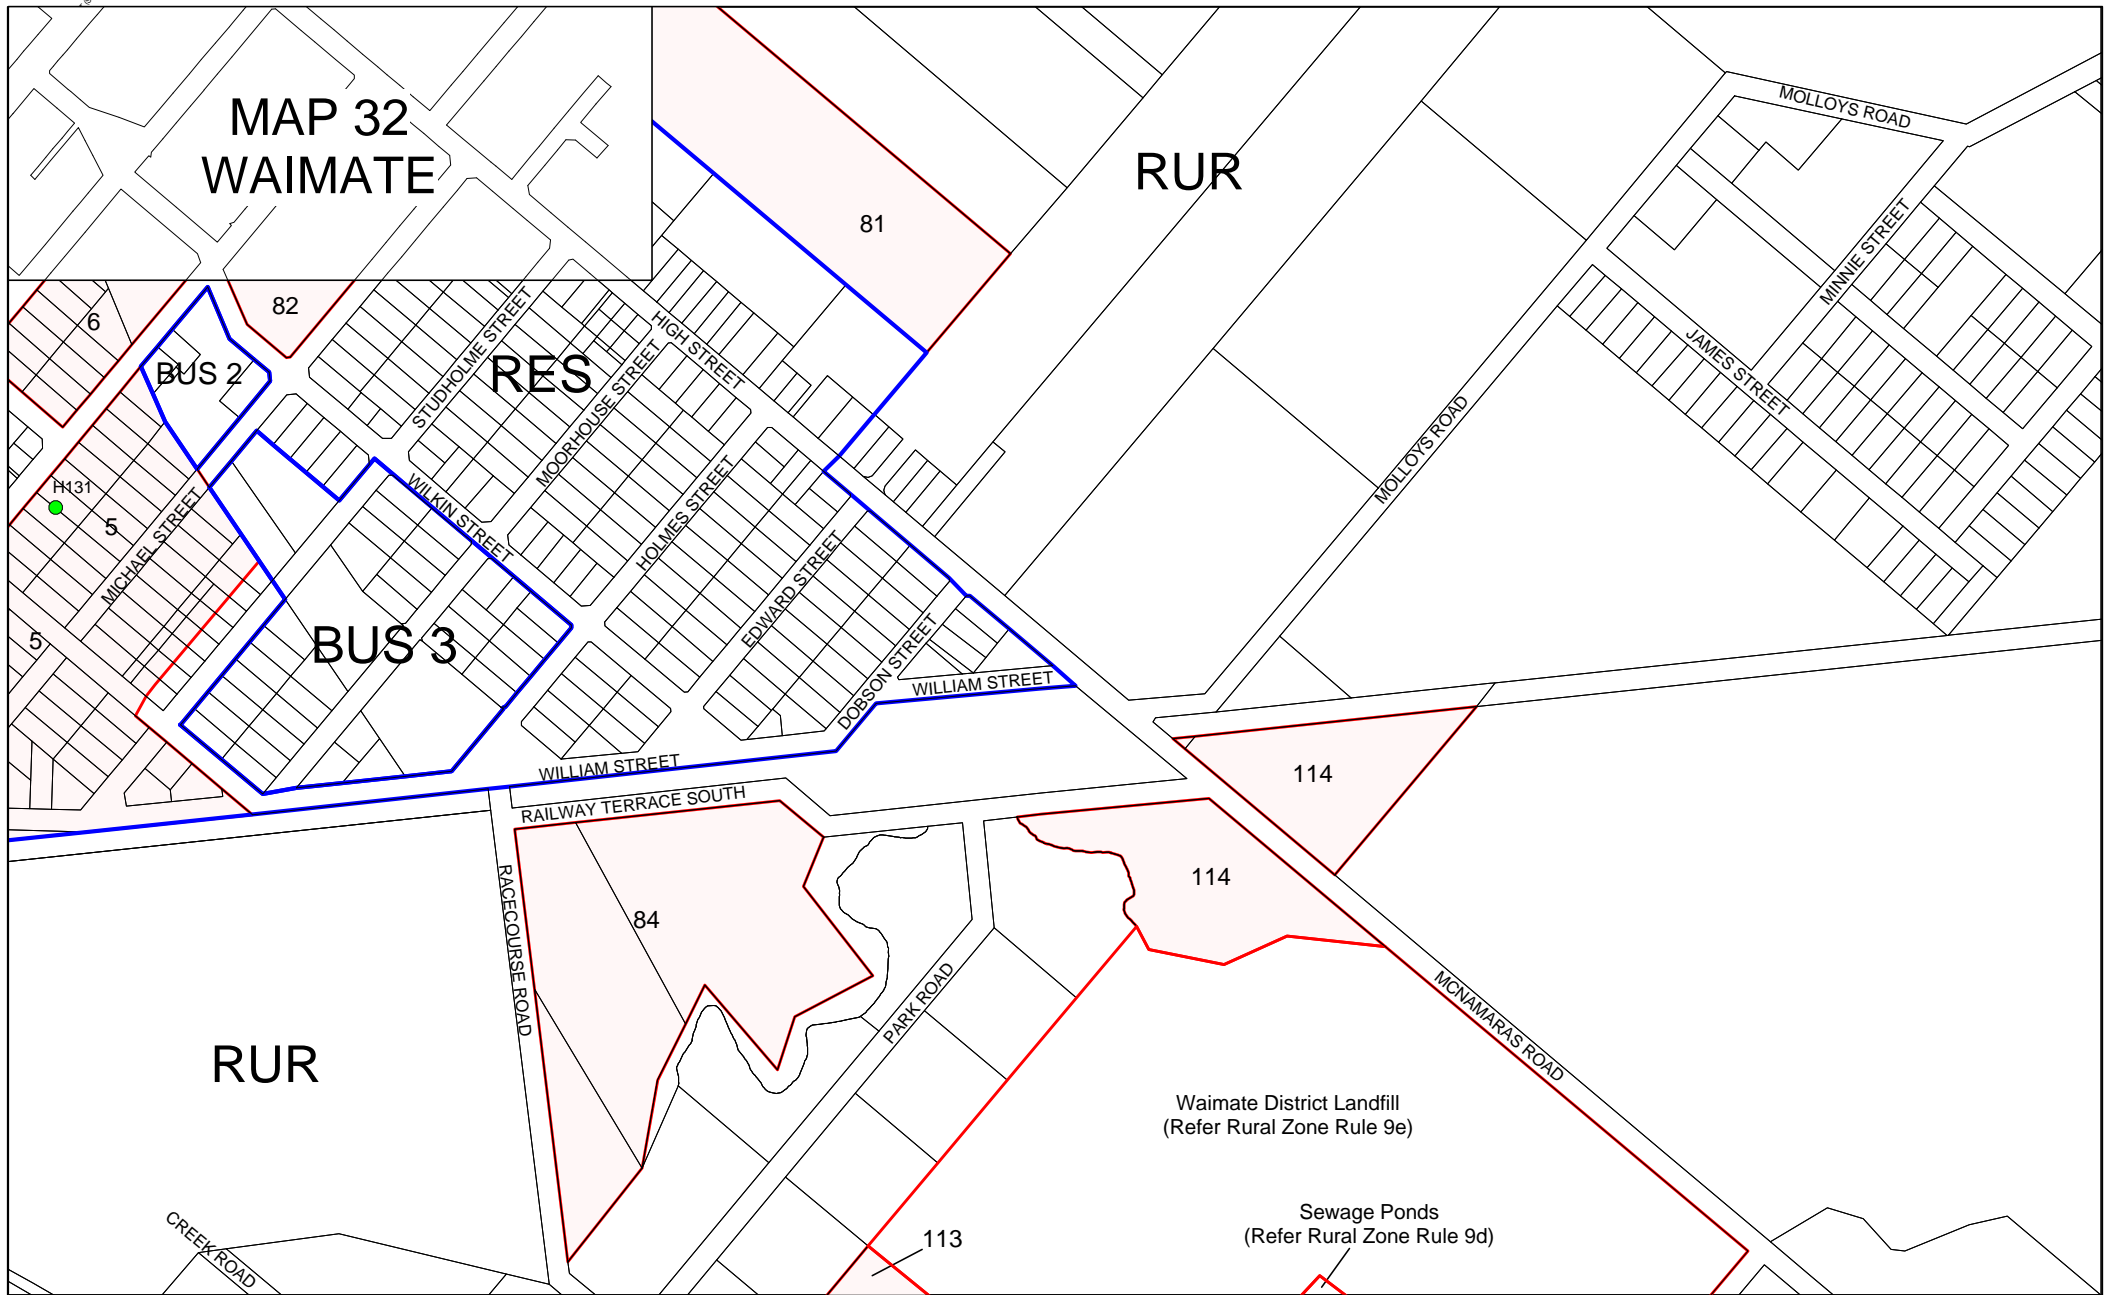 MAP 32
WAIMATE
RUR
MOLLOYS ROAD
81
MINNIE STREET
6
82
STUDHOLME STREET
HIGH STREET
JAMES STREET
BUS 2
RES
MOORHOUSE STREET
MOLLOYS ROAD
H131
5
MICHAEL STREET
WILKIN STREET
HOLMES STREET
EDWARD STREET
5
BUS 3
DOBSON STREET
WILLIAM STREET
WILLIAM STREET
114
RAILWAY TERRACE SOUTH
114
RACECOURSE ROAD
84
PARK ROAD
MCNAMARAS ROAD
RUR
Waimate District Landfill
(Refer Rural Zone Rule 9e)
CREEK ROAD
113
Sewage Ponds
(Refer Rural Zone Rule 9d)